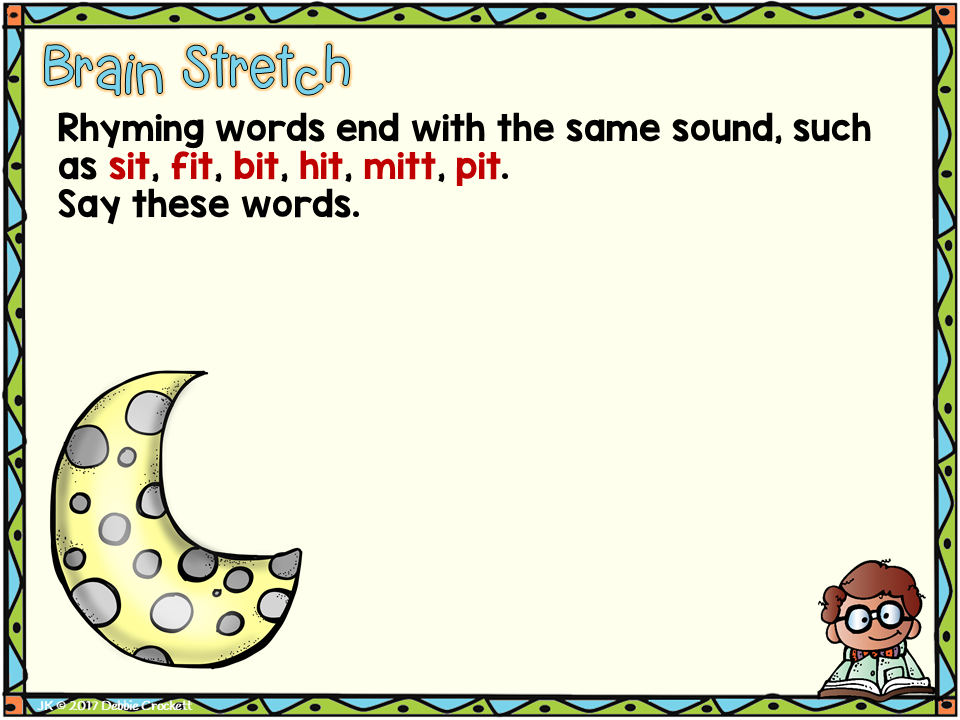 Brain Stretch
Rhyming words end with the same sound, such
as sit, fit, bit, hit, mitt, pit.
Say these words.
JK © 2017 Debbie Crockett